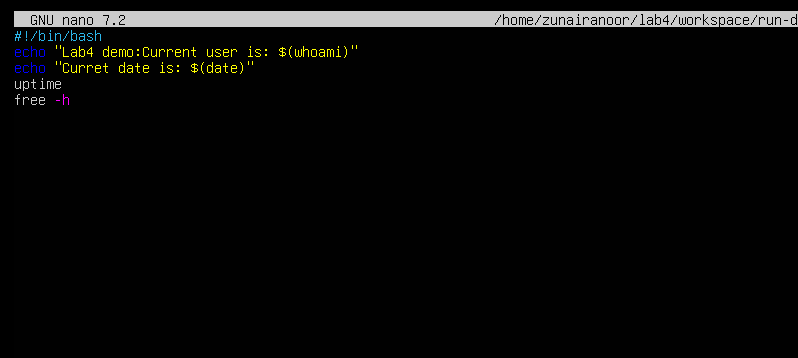 GNU nano 7.2 /home/zunairanoor/lab4/workspace/run-d
#!/bin/bash
echo "Lab4 demo:Current user is: $(whoami)"
echo "Curret date is: $(date)"
uptime
free -h